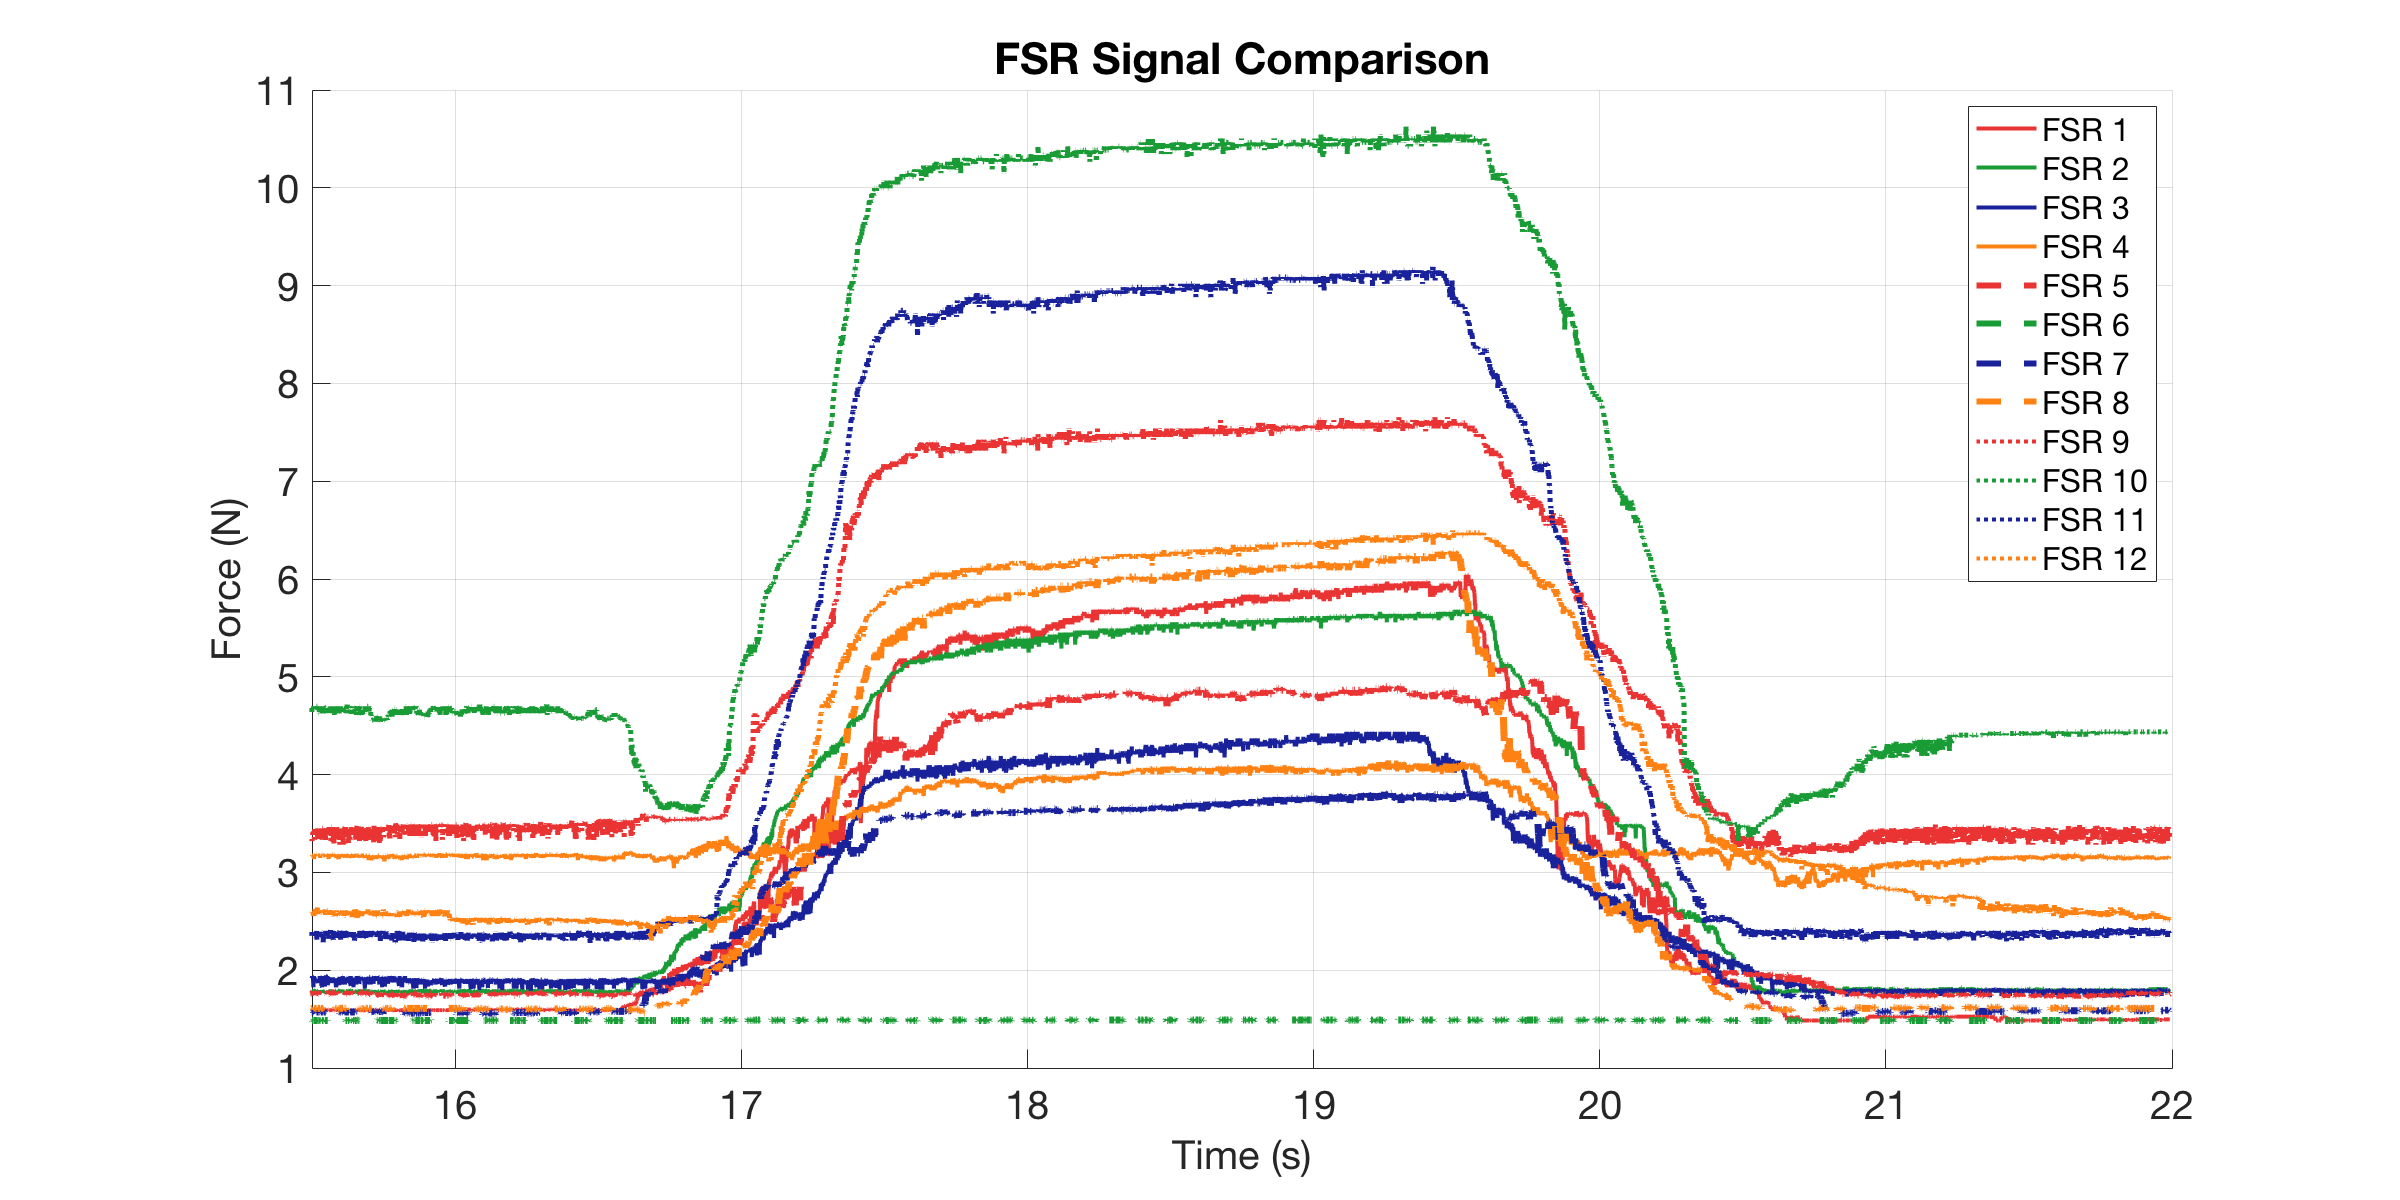 FSR Signal Comparison
11
10
9
8
7
6
5
4
3
2
1
Force (N)
FSR 1
FSR 2
FSR 3
FSR 4
FSR 5
FSR 6
FSR 7
FSR 8
FSR 9
FSR 10
FSR 11
FSR 12
16 17 18 19 20 21 22
Time (s)